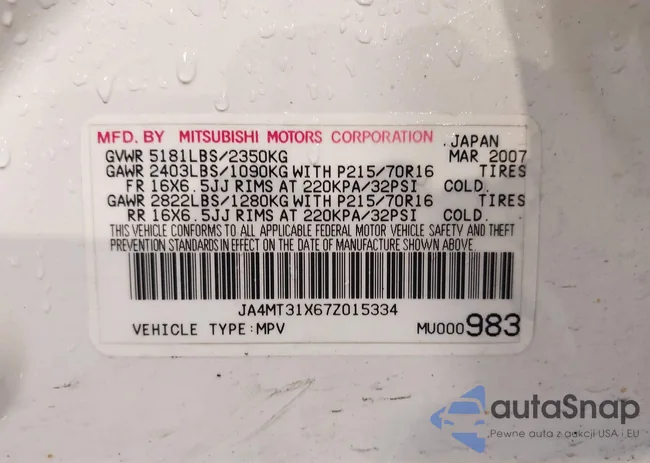 MFD. BY MITSUBISHI MOTORS CORPORATION .JAPAN
GVWR 5181LBS/2350KG MAR 2007
GAWR 2403LBS/1090KG WITH P215/70R16 TIRES
FR 16X6.5JJ RIMS AT 220KPA/32PSI COLD.
GAWR 2822LBS/1280KG WITH P215/70R16 TIRES
RR 16X6.5JJ RIMS AT 220KPA/32PSI COLD.
THIS VEHICLE CONFORMS TO ALL APPLICABLE FEDERAL MOTOR VEHICLE SAFETY AND THEFT
PREVENTION STANDARDS IN EFFECT ON THE DATE OF MANUFACTURE SHOWN ABOVE.
JA4MT31X67Z015334
VEHICLE TYPE:MPV MU000983
autoSnap
Pewne auta z aukcji USA i EU